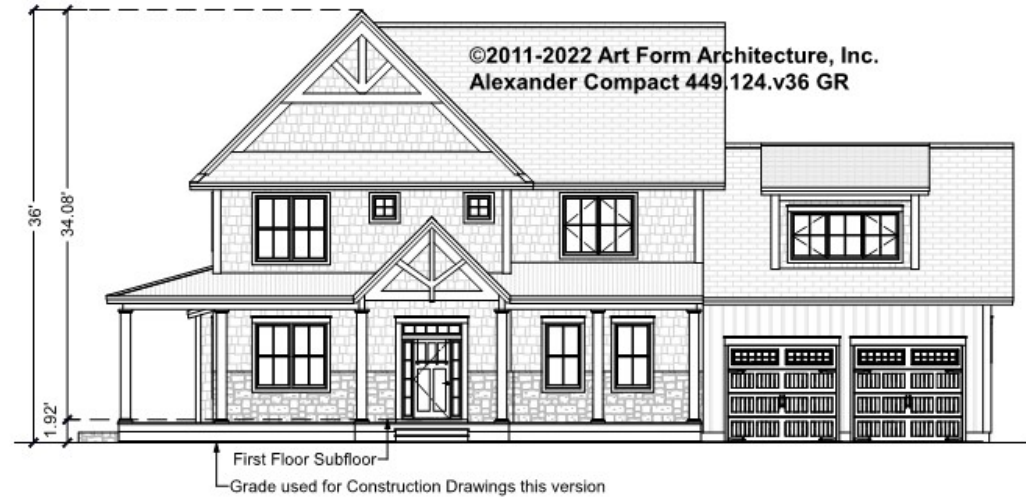 ©2011-2022 Art Form Architecture, Inc.
Alexander Compact 449.124.v36 GR
36'
34.08'
1.92'
First Floor Subfloor
Grade used for Construction Drawings this version